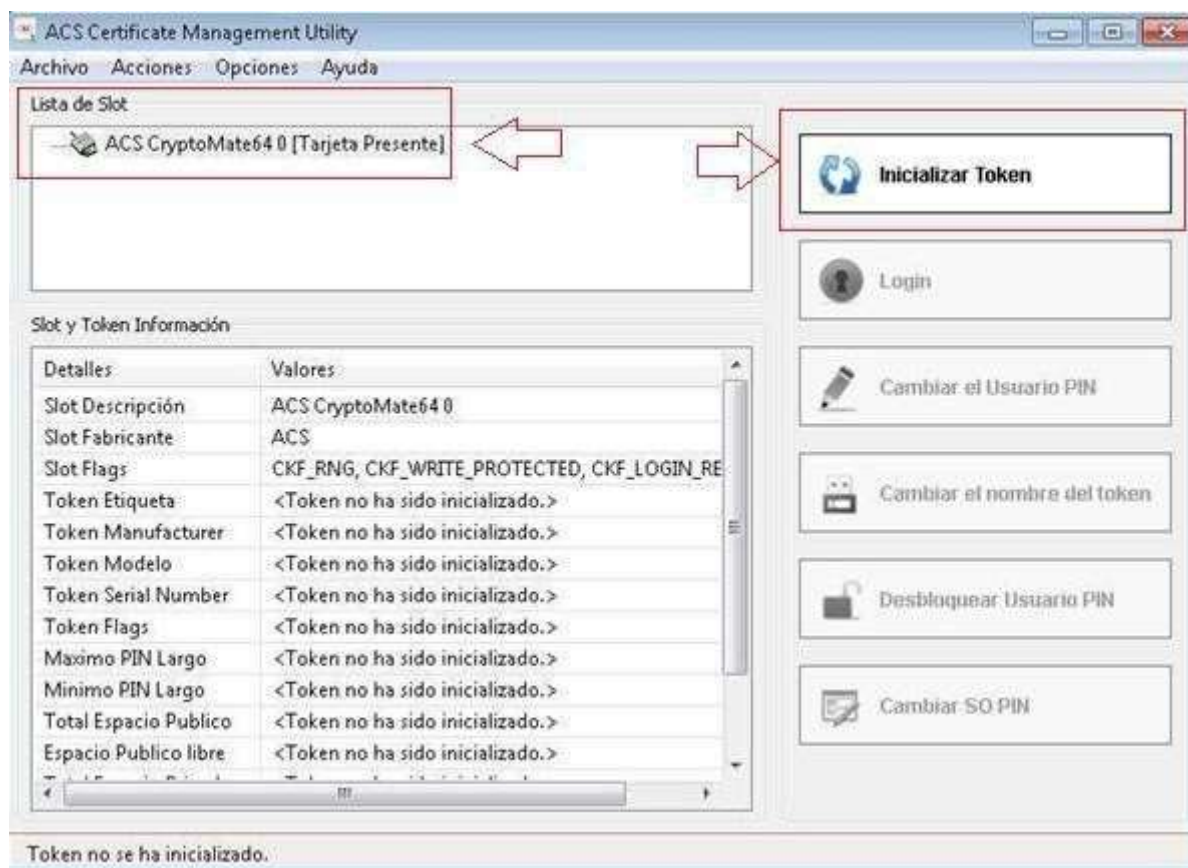 ACS Certificate Management Utility
Archivo Acciones Opciones Ayuda
Lista de Slot
ACS CryptoMate64 0 [Tarjeta Presente]
Inicializar Token
Login
Cambiar el Usuario PIN
Cambiar el nombre del token
Desbloquear Usuario PIN
Cambiar SO PIN
Slot y Token Información
Detalles Valores
Slot Descripción ACS CryptoMate64 0
Slot Fabricante ACS
Slot Flags CKF_RNG, CKF_WRITE_PROTECTED, CKF_LOGIN_RE
Token Etiqueta <Token no ha sido inicializado.>
Token Manufacturer <Token no ha sido inicializado.>
Token Modelo <Token no ha sido inicializado.>
Token Serial Number <Token no ha sido inicializado.>
Token Flags <Token no ha sido inicializado.>
Maximo PIN Largo <Token no ha sido inicializado.>
Minimo PIN Largo <Token no ha sido inicializado.>
Total Espacio Publico <Token no ha sido inicializado.>
Espacio Publico libre <Token no ha sido inicializado.>
Token no se ha inicializado.